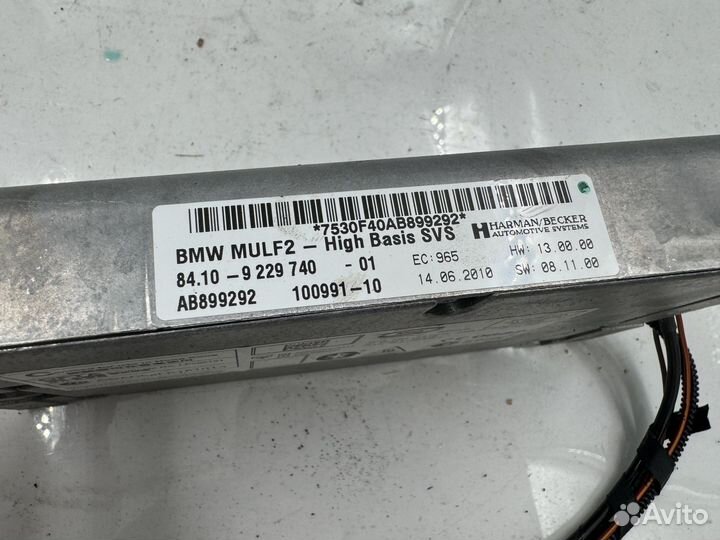 *7530F40AB899292*
HARMAN/BECKER
AUTOMOTIVE SYSTEMS
BMW MULF2 - High Basis SVS
84.10 - 9 229 740 - 01
EC:965
HW: 13.00.00
AB899292 100991-10
14.06.2010
SW: 08.11.00
Avito